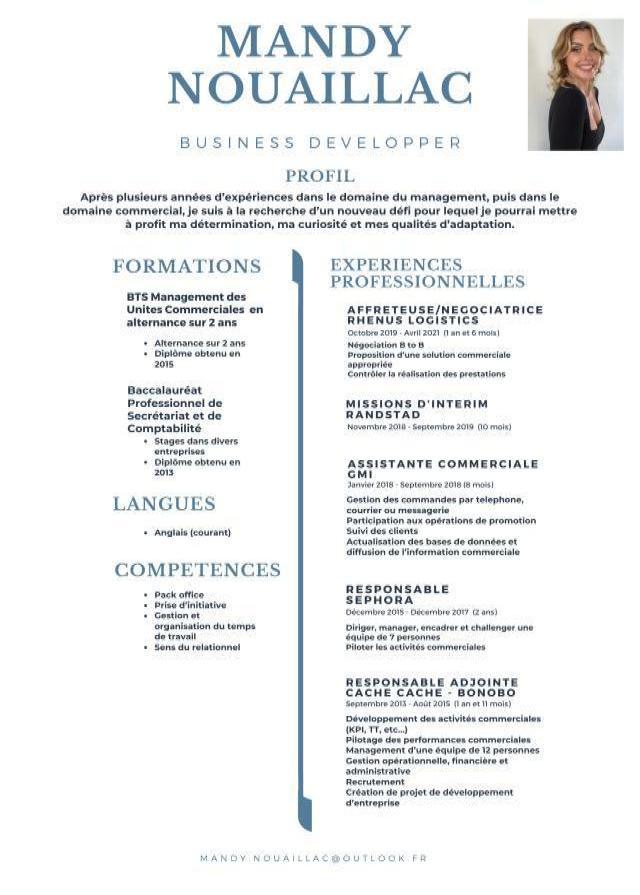 MANDY
NOUAILLAC
BUSINESS DEVELOPPER
PROFIL
Après plusieurs années d'expériences dans le domaine du management, puis dans le
domaine commercial, je suis à la recherche d'un nouveau défi pour lequel je pourrai mettre
à profit ma détermination, ma curiosité et mes qualités d'adaptation.
FORMATIONS
BTS Management des
Unites Commerciales en
alternance sur 2 ans
• Alternance sur 2 ans
• Diplôme obtenu en
2015
Baccalauréat
Professionnel de
Secrétariat et de
Comptabilité
• Stages dans divers
entreprises
• Diplôme obtenu en
2013
LANGUES
• Anglais (courant)
COMPETENCES
• Pack office
• Prise d'initiative
• Gestion et
organisation du temps
de travail
• Sens du relationnel
EXPERIENCES
PROFESSIONNELLES
AFFRETEUSE/NEGOCIATRICE
RHENUS LOGISTICS
Octobre 2019 - Avril 2021 (1 an et 6 mois)
Négociation B to B
Proposition d'une solution commerciale
appropriée
Contrôler la réalisation des prestations
MISSIONS D'INTERIM
RANDSTAD
Novembre 2018 - Septembre 2019 (10 mois)
ASSISTANTE COMMERCIALE
GMI
Janvier 2018 - Septembre 2018 (8 mois)
Gestion des commandes par telephone,
courrier ou messagerie
Participation aux opérations de promotion
Suivi des clients
Actualisation des bases de données et
diffusion de l'information commerciale
RESPONSABLE
SEPHORA
Décembre 2015 - Décembre 2017 (2 ans)
Diriger, manager, encadrer et challenger une
équipe de 7 personnes
Piloter les activités commerciales
RESPONSABLE ADJOINTE
CACHE CACHE - BONOBO
Septembre 2013 - Août 2015 (1 an et 11 mois)
Développement des activités commerciales
(KPI, TT, etc...)
Pilotage des performances commerciales
Management d'une équipe de 12 personnes
Gestion opérationnelle, financière et
administrative
Recrutement
Création de projet de développement
d'entreprise
MANDY.NOUAILLAC@OUTLOOK.FR